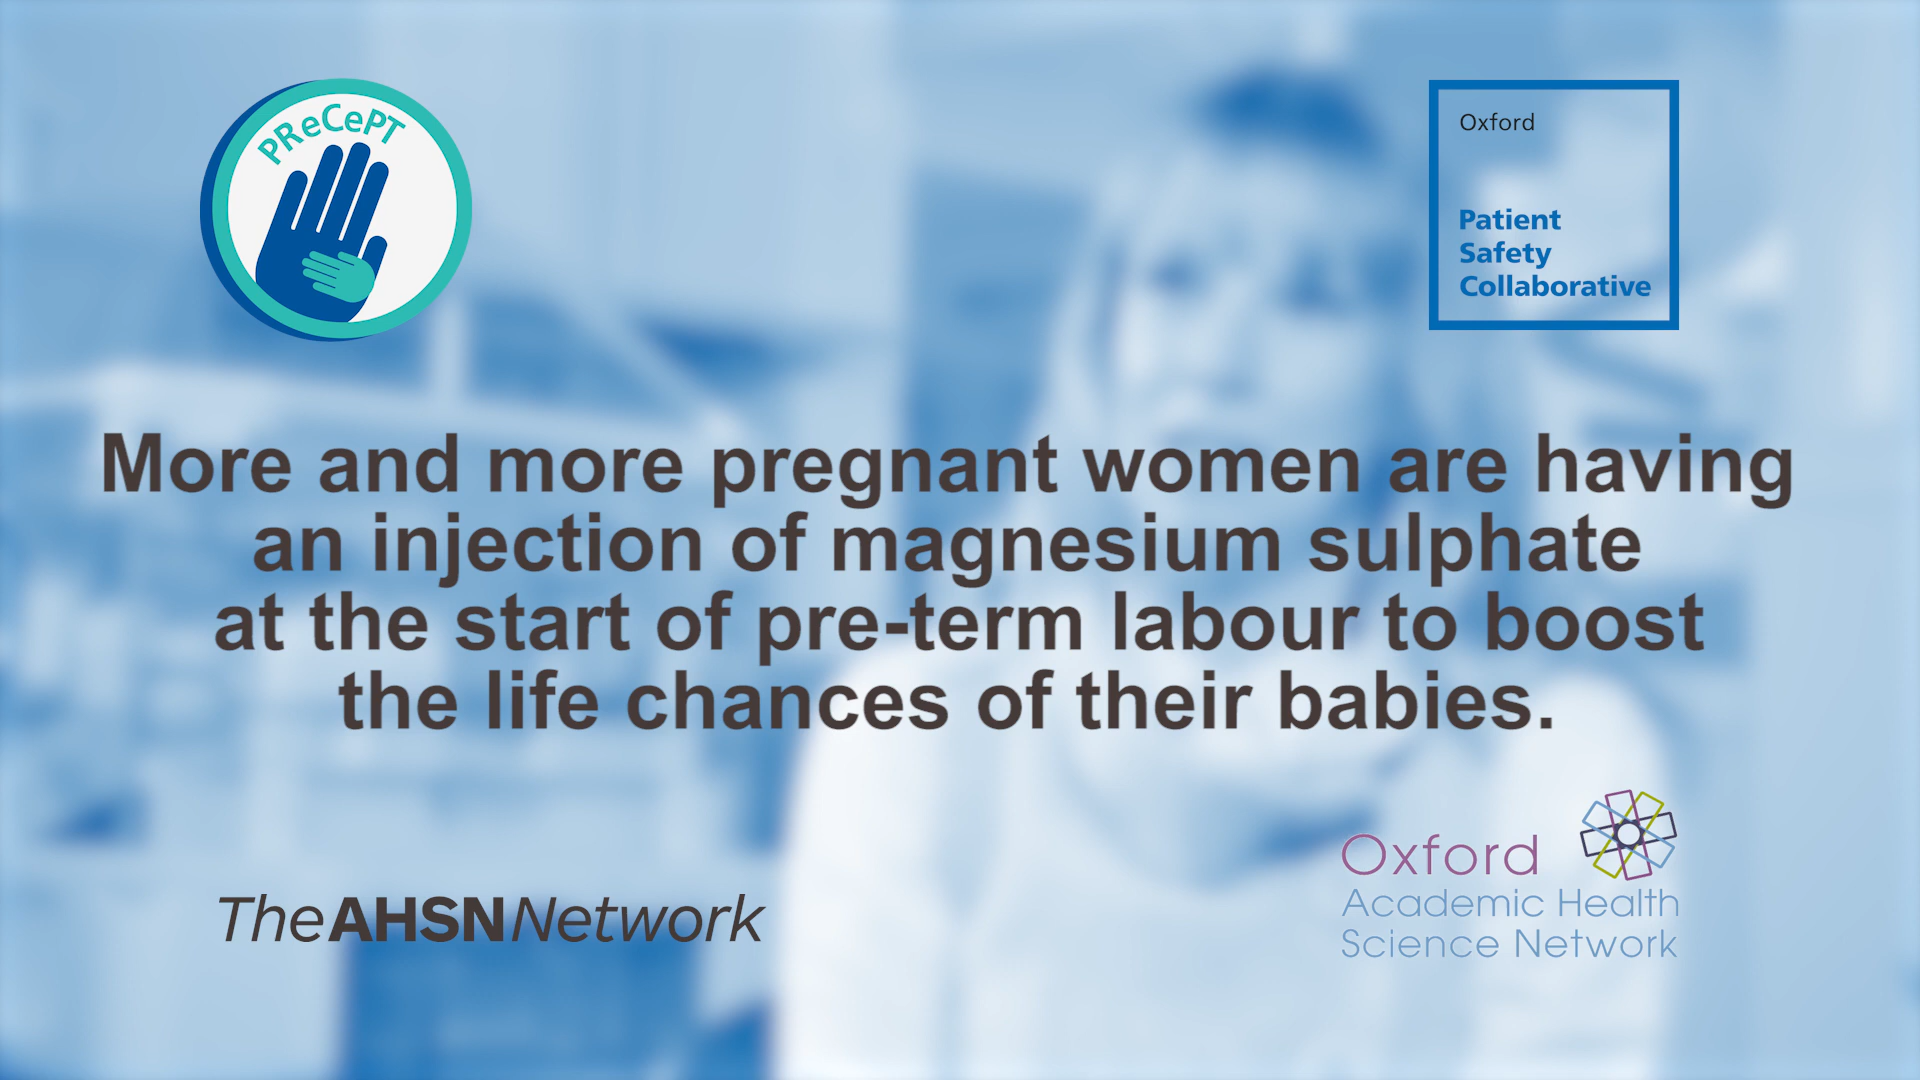 PReCePT
Oxford
Patient
Safety
Collaborative
More and more pregnant women are having
an injection of magnesium sulphate
at the start of pre-term labour to boost
the life chances of their babies.
TheAHSNNetwork
Oxford
Academic Health
Science Network